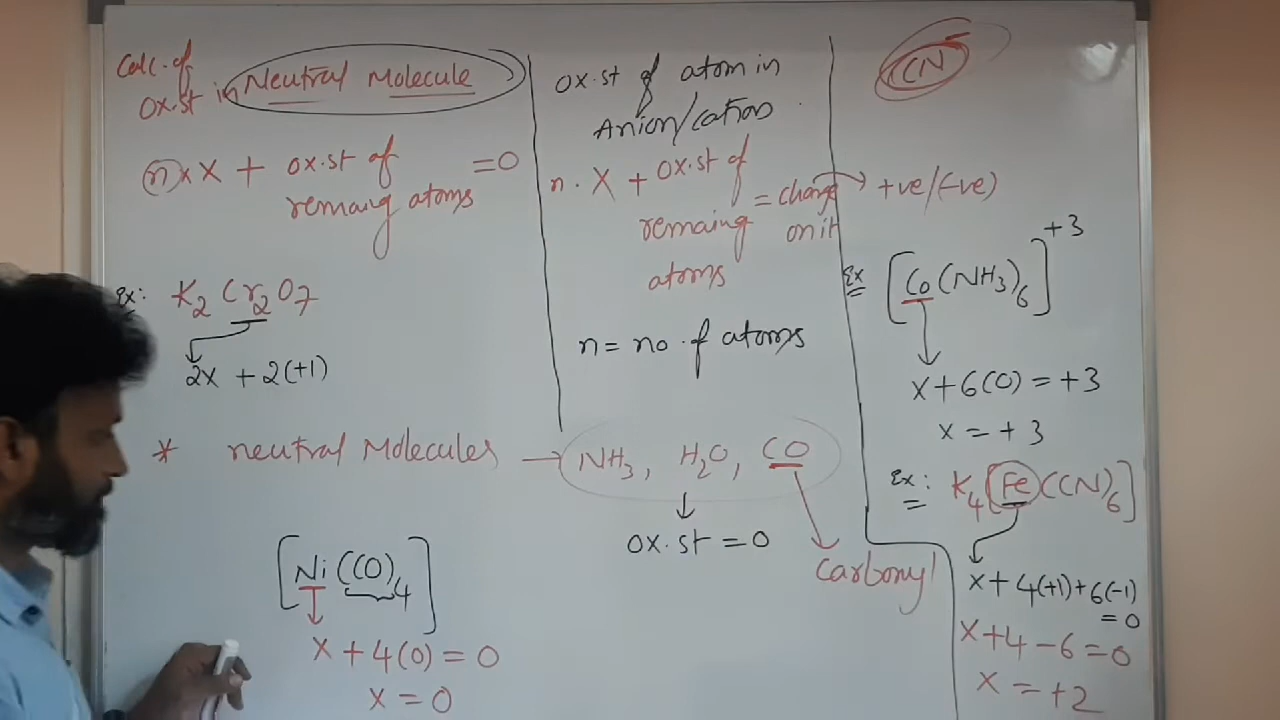 Calc. of
ox.st in Neutral Molecule
n × X + ox.st of = 0
remaing atoms
Ex: K2Cr2O7
2x + 2(+1)
ox.st of atom in
Anion/cation
n . X + ox.st of
remaing = charge → +ve/(-ve)
atoms on it
n = no. of atoms
* neutral Molecules → NH3, H2O, CO
ox.st = 0
Carbonyl
[Ni(CO)4]
x + 4(0) = 0
x = 0
CN-
Ex [Co(NH3)6]+3
x + 6(0) = +3
x = +3
Ex: K4[Fe(CN)6]
x + 4(+1) + 6(-1)
= 0
x + 4 - 6 = 0
x = +2